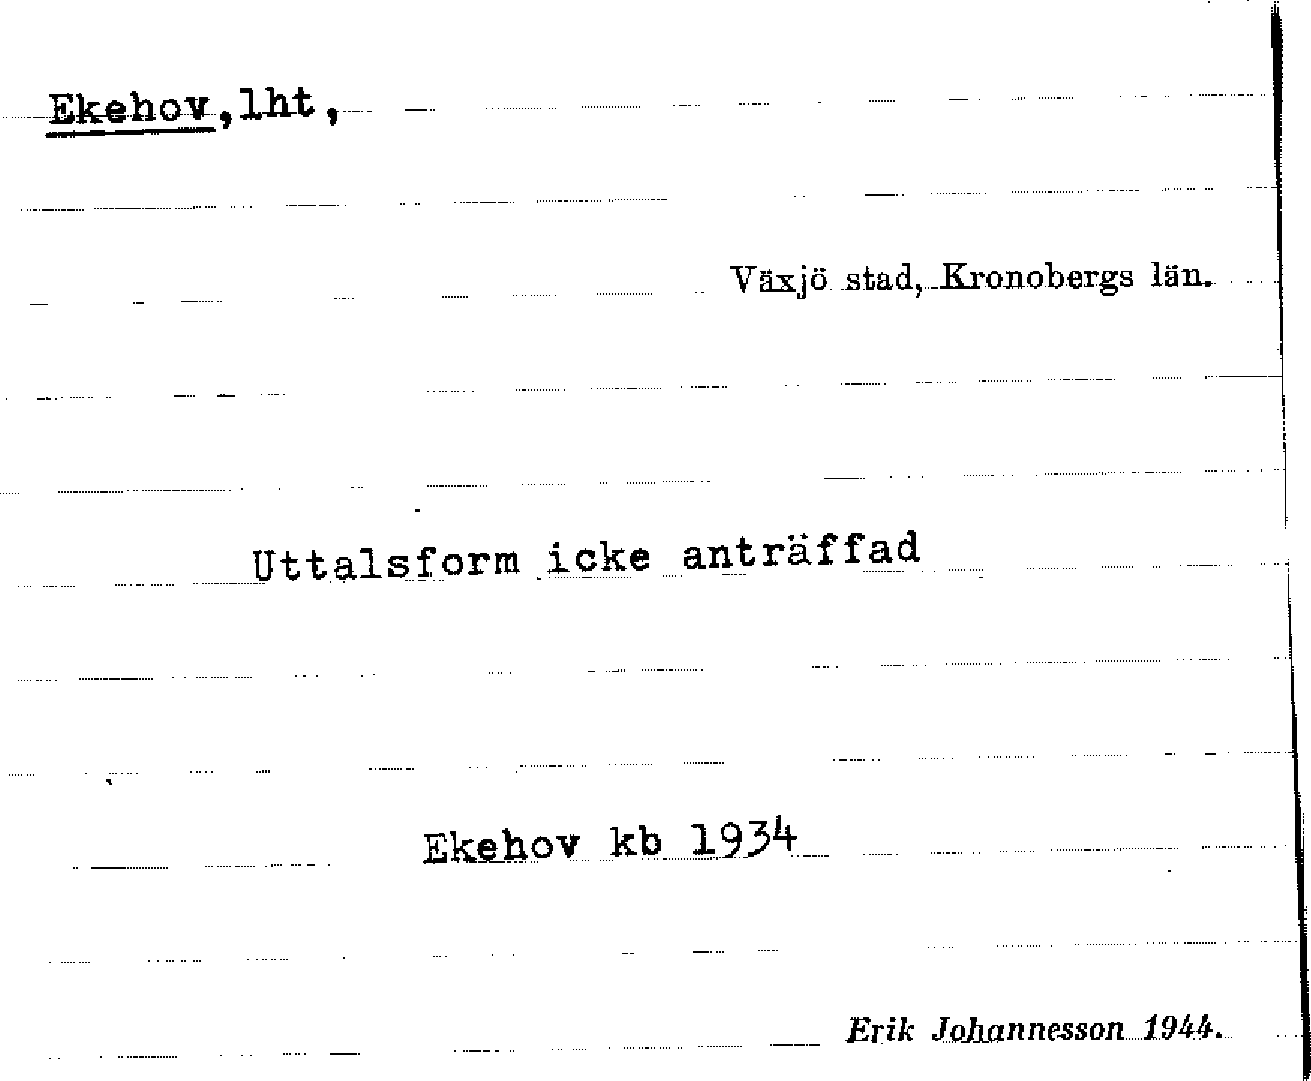 Ekehov,lht,
Växjö stad, Kronobergs län.
Uttalsform icke anträffad
Ekehov kb 1934
Erik Johannesson 1944.